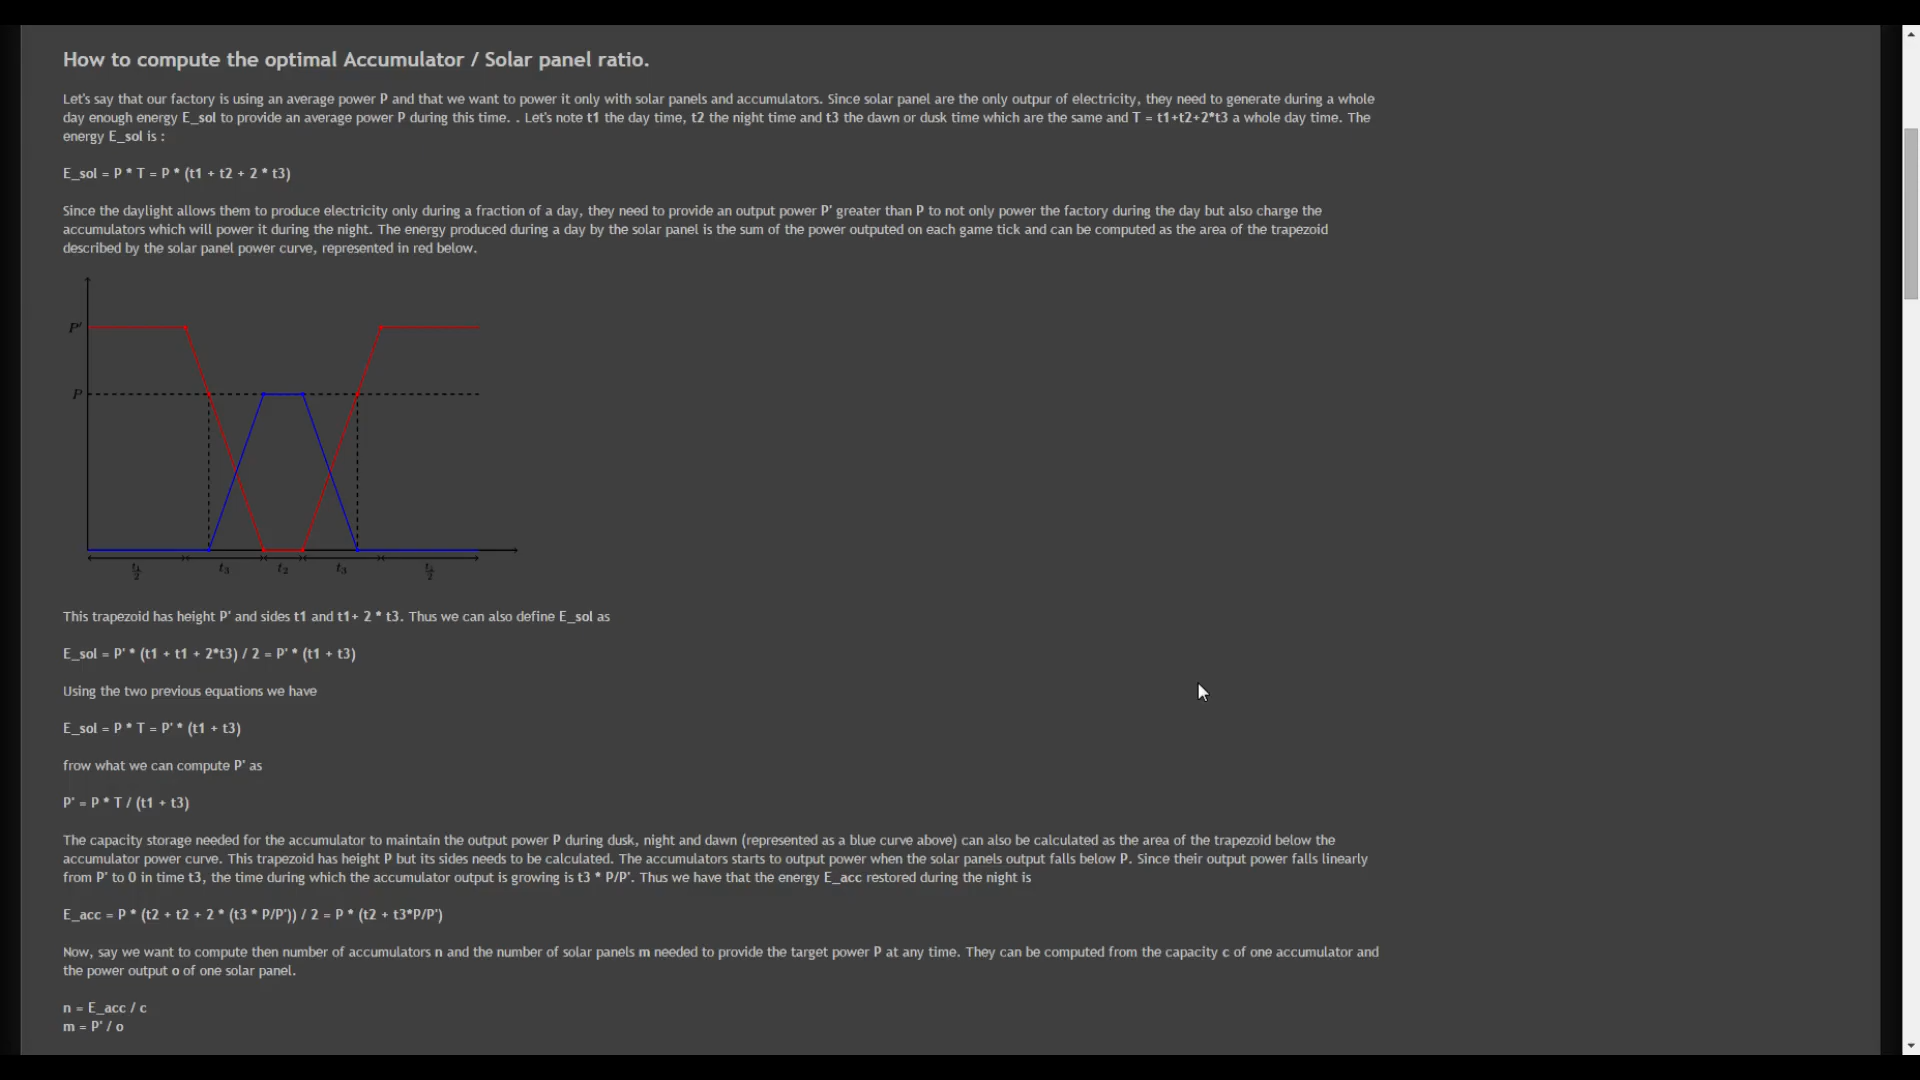 How to compute the optimal Accumulator / Solar panel ratio.
Let's say that our factory is using an average power P and that we want to power it only with solar panels and accumulators. Since solar panel are the only outpur of electricity, they need to generate during a whole
day enough energy E_sol to provide an average power P during this time. . Let's note t1 the day time, t2 the night time and t3 the dawn or dusk time which are the same and T = t1+t2+2*t3 a whole day time. The
energy E_sol is :
E_sol = P * T = P * (t1 + t2 + 2 * t3)
Since the daylight allows them to produce electricity only during a fraction of a day, they need to provide an output power P' greater than P to not only power the factory during the day but also charge the
accumulators which will power it during the night. The energy produced during a day by the solar panel is the sum of the power outputed on each game tick and can be computed as the area of the trapezoid
described by the solar panel power curve, represented in red below.
P'
P
t1/2 t3 t2 t3 t1/2
This trapezoid has height P' and sides t1 and t1+ 2 * t3. Thus we can also define E_sol as
E_sol = P' * (t1 + t1 + 2*t3) / 2 = P' * (t1 + t3)
Using the two previous equations we have
E_sol = P * T = P' * (t1 + t3)
frow what we can compute P' as
P' = P * T / (t1 + t3)
The capacity storage needed for the accumulator to maintain the output power P during dusk, night and dawn (represented as a blue curve above) can also be calculated as the area of the trapezoid below the
accumulator power curve. This trapezoid has height P but its sides needs to be calculated. The accumulators starts to output power when the solar panels output falls below P. Since their output power falls linearly
from P' to 0 in time t3, the time during which the accumulator output is growing is t3 * P/P'. Thus we have that the energy E_acc restored during the night is
E_acc = P * (t2 + t2 + 2 * (t3 * P/P')) / 2 = P * (t2 + t3*P/P')
Now, say we want to compute then number of accumulators n and the number of solar panels m needed to provide the target power P at any time. They can be computed from the capacity c of one accumulator and
the power output o of one solar panel.
n = E_acc / c
m = P' / o